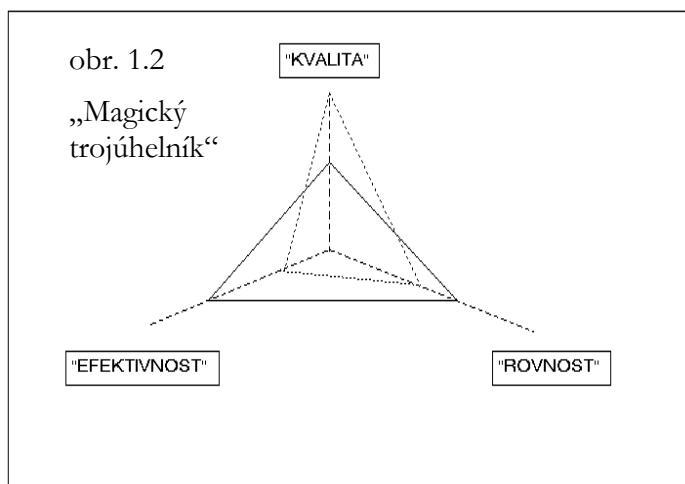 obr. 1.2
„Magický
trojúhelník“
"KVALITA"
"EFEKTIVNOST"
"ROVNOST"